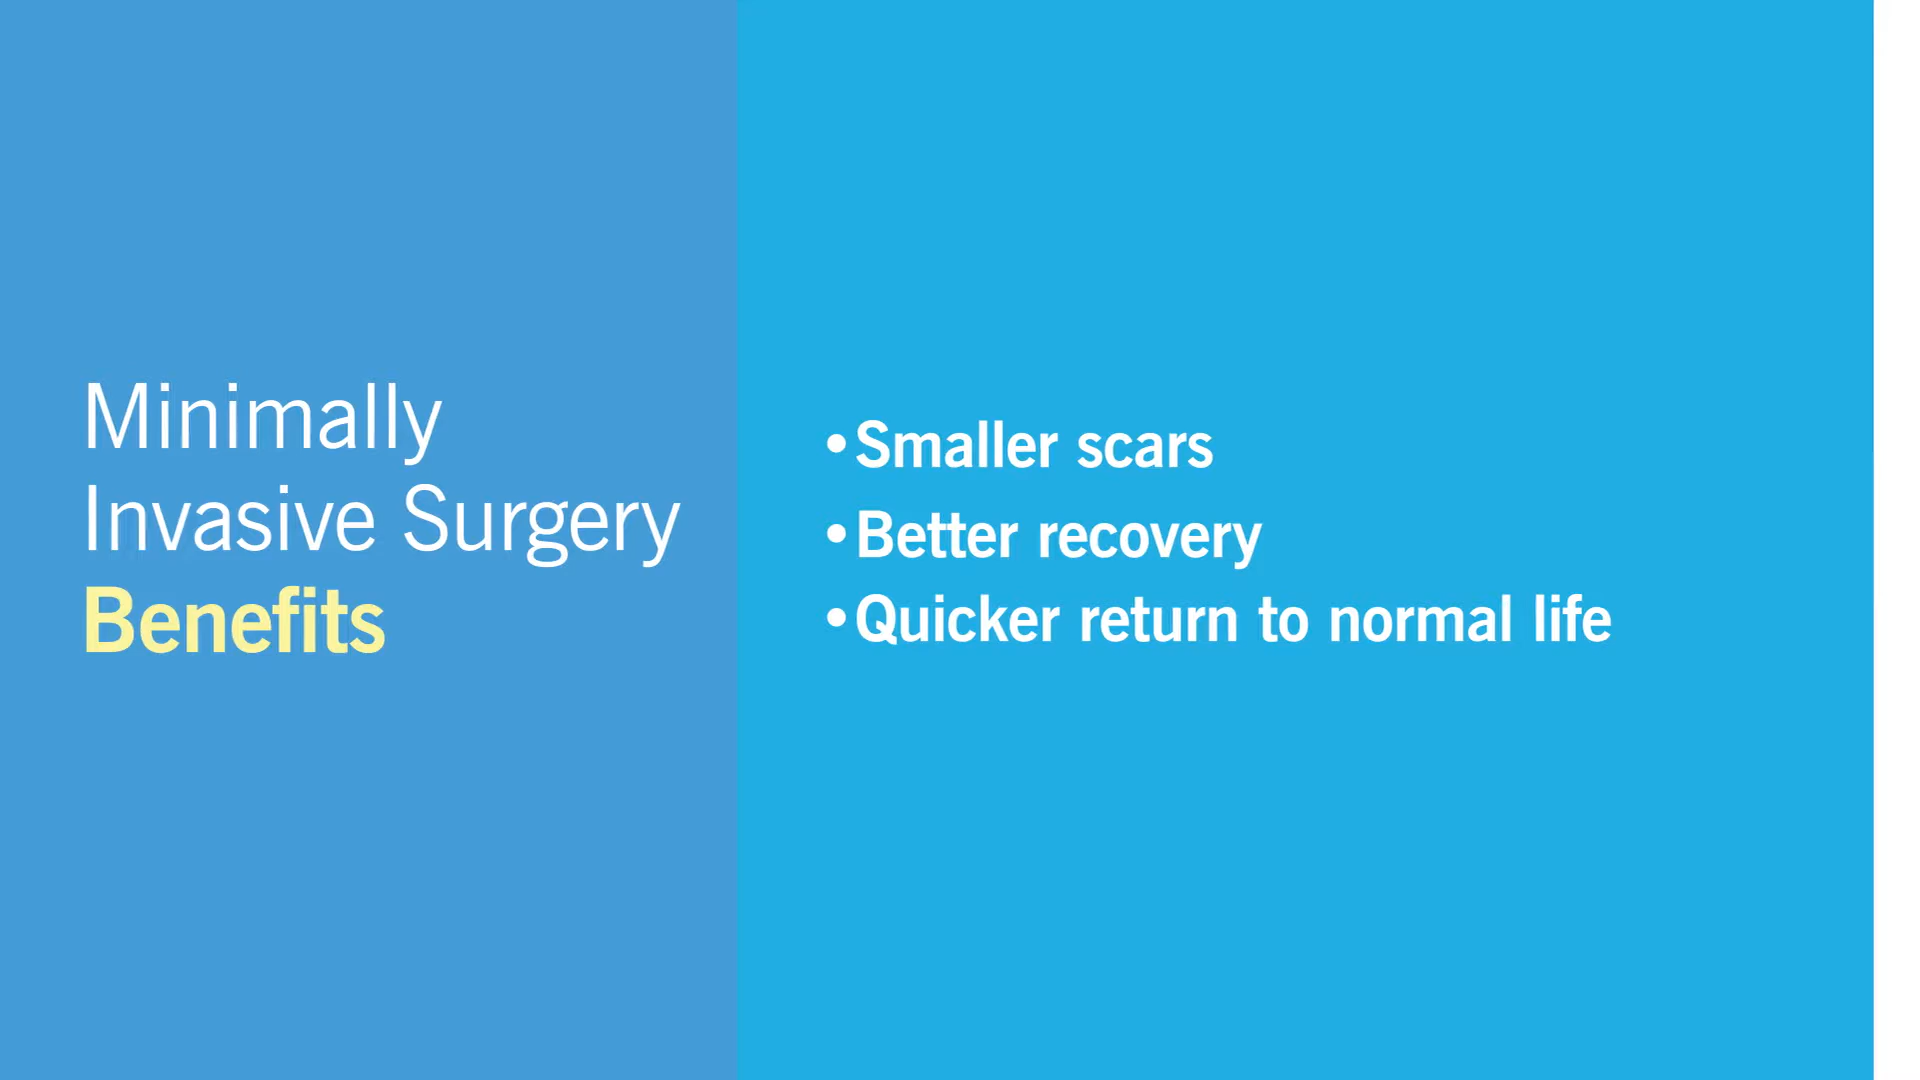 Minimally
Invasive Surgery
Benefits
•Smaller scars
•Better recovery
•Quicker return to normal life